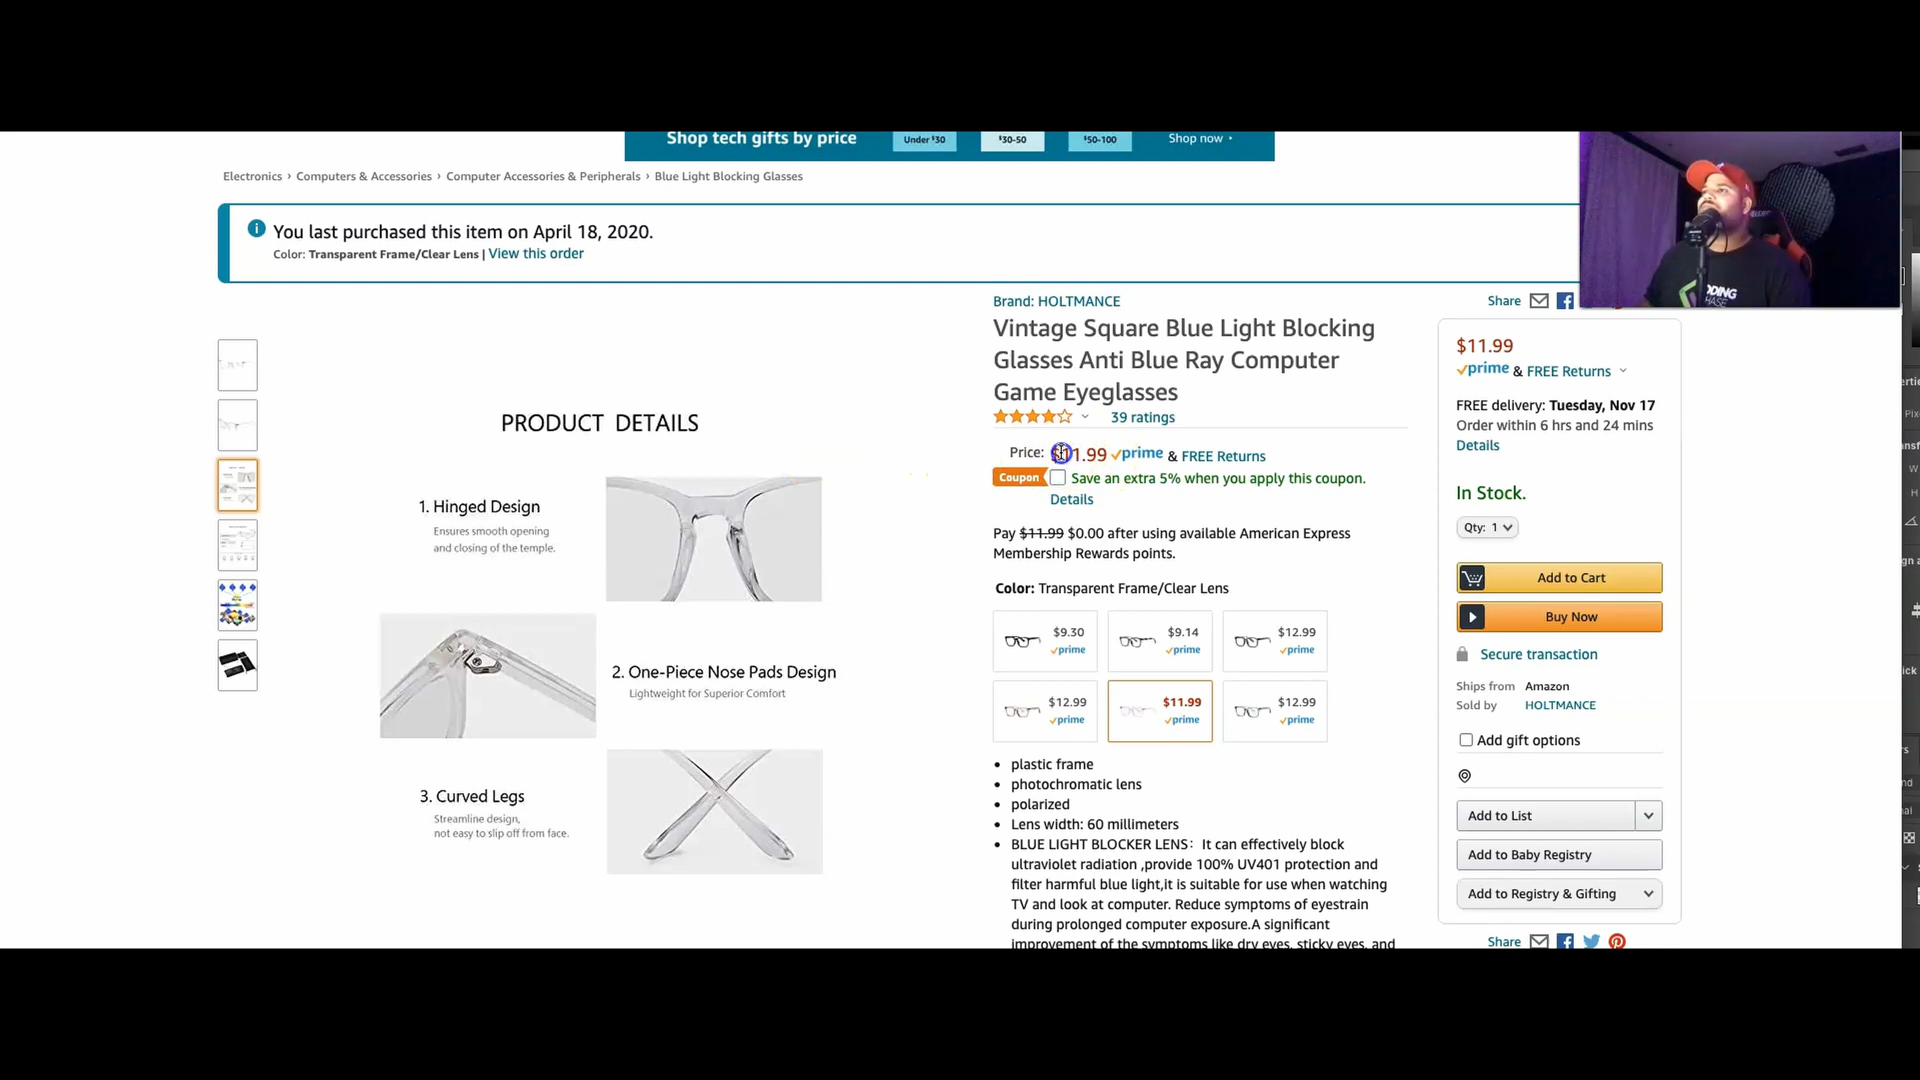 Shop tech gifts by price
Under $30
$30-50
$50-100
Shop now
Electronics › Computers & Accessories › Computer Accessories & Peripherals › Blue Light Blocking Glasses
You last purchased this item on April 18, 2020.
Color: Transparent Frame/Clear Lens | View this order
PRODUCT DETAILS
1. Hinged Design
Ensures smooth opening
and closing of the temple.
2. One-Piece Nose Pads Design
Lightweight for Superior Comfort
3. Curved Legs
Streamline design,
not easy to slip off from face.
Brand: HOLTMANCE
Vintage Square Blue Light Blocking
Glasses Anti Blue Ray Computer
Game Eyeglasses
39 ratings
Price: $11.99 prime & FREE Returns
Coupon Save an extra 5% when you apply this coupon.
Details
Pay $11.99 $0.00 after using available American Express
Membership Rewards points.
Color: Transparent Frame/Clear Lens
$9.30
prime
$9.14
prime
$12.99
prime
$12.99
prime
$11.99
prime
$12.99
prime
• plastic frame
• photochromatic lens
• polarized
• Lens width: 60 millimeters
• BLUE LIGHT BLOCKER LENS：It can effectively block
ultraviolet radiation ,provide 100% UV401 protection and
filter harmful blue light,it is suitable for use when watching
TV and look at computer. Reduce symptoms of eyestrain
during prolonged computer exposure.A significant
improvement of the symptoms like dry eyes, sticky eyes, and
Share
$11.99
prime & FREE Returns
FREE delivery: Tuesday, Nov 17
Order within 6 hrs and 24 mins
Details
In Stock.
Qty: 1
Add to Cart
Buy Now
Secure transaction
Ships from Amazon
Sold by HOLTMANCE
Add gift options
Add to List
Add to Baby Registry
Add to Registry & Gifting
Share